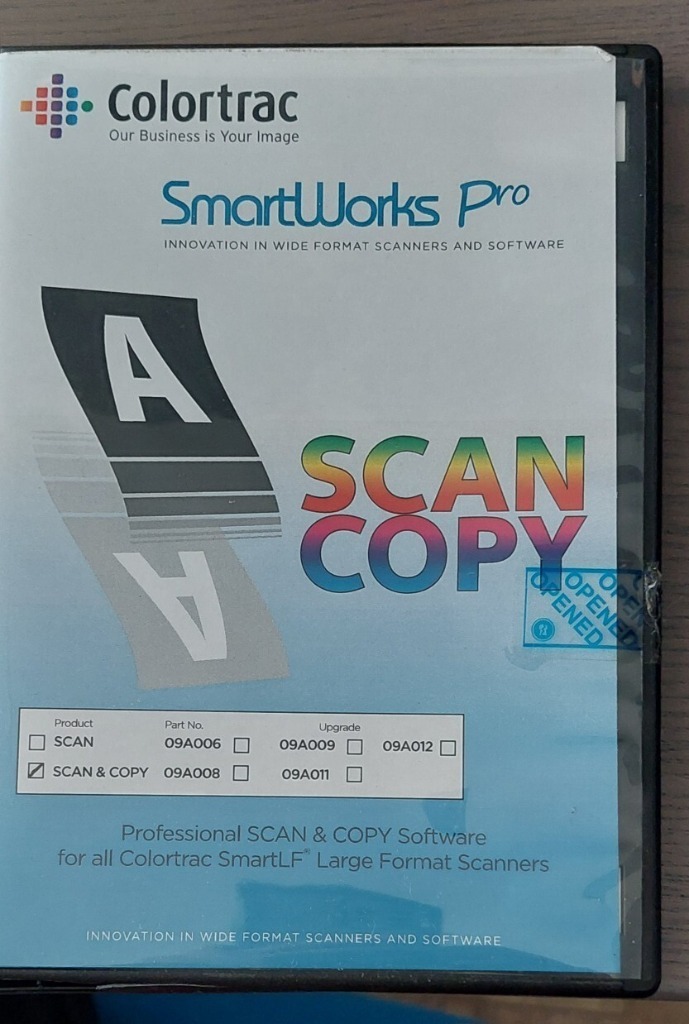 Colortrac
Our Business is Your Image
SmartWorks Pro
INNOVATION IN WIDE FORMAT SCANNERS AND SOFTWARE
A
SCAN
COPY
A
OPENED OPENED OPEN
OPENED
Product Part No. Upgrade
SCAN 09A006 09A009 09A012
SCAN & COPY 09A008 09A011
Professional SCAN & COPY Software
for all Colortrac SmartLF® Large Format Scanners
INNOVATION IN WIDE FORMAT SCANNERS AND SOFTWARE